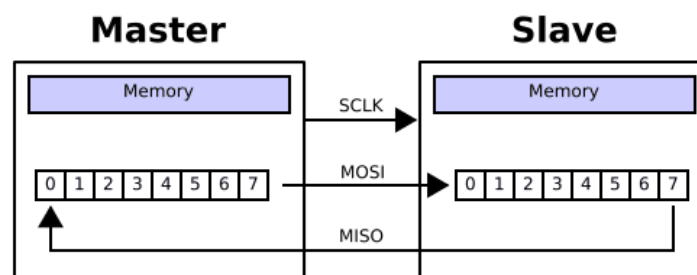 Master Slave
Memory Memory
SCLK
MOSI
0 1 2 3 4 5 6 7 0 1 2 3 4 5 6 7
MISO